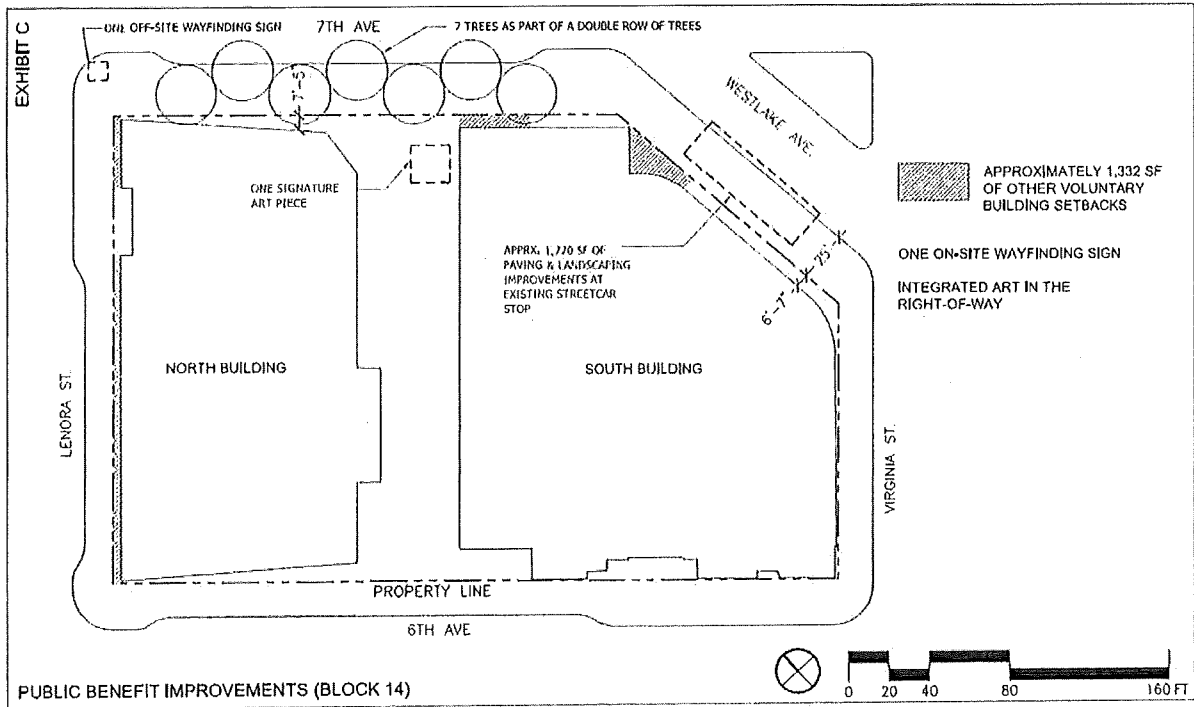 EXHIBIT C
ONE OFF-SITE WAYFINDING SIGN
7TH AVE
7 TREES AS PART OF A DOUBLE ROW OF TREES
7'-5"
WESTLAKE AVE.
APPROXIMATELY 1,332 SF
OF OTHER VOLUNTARY
BUILDING SETBACKS
ONE SIGNATURE
ART PIECE
APPRX. 1,770 SF OF
PAVING & LANDSCAPING
IMPROVEMENTS AT
EXISTING STREETCAR
STOP
25'
6'-7"
ONE ON-SITE WAYFINDING SIGN
INTEGRATED ART IN THE
RIGHT-OF-WAY
LENORA ST.
NORTH BUILDING
SOUTH BUILDING
VIRGINIA ST.
PROPERTY LINE
6TH AVE
PUBLIC BENEFIT IMPROVEMENTS (BLOCK 14)
0 20 40 80 160 FT